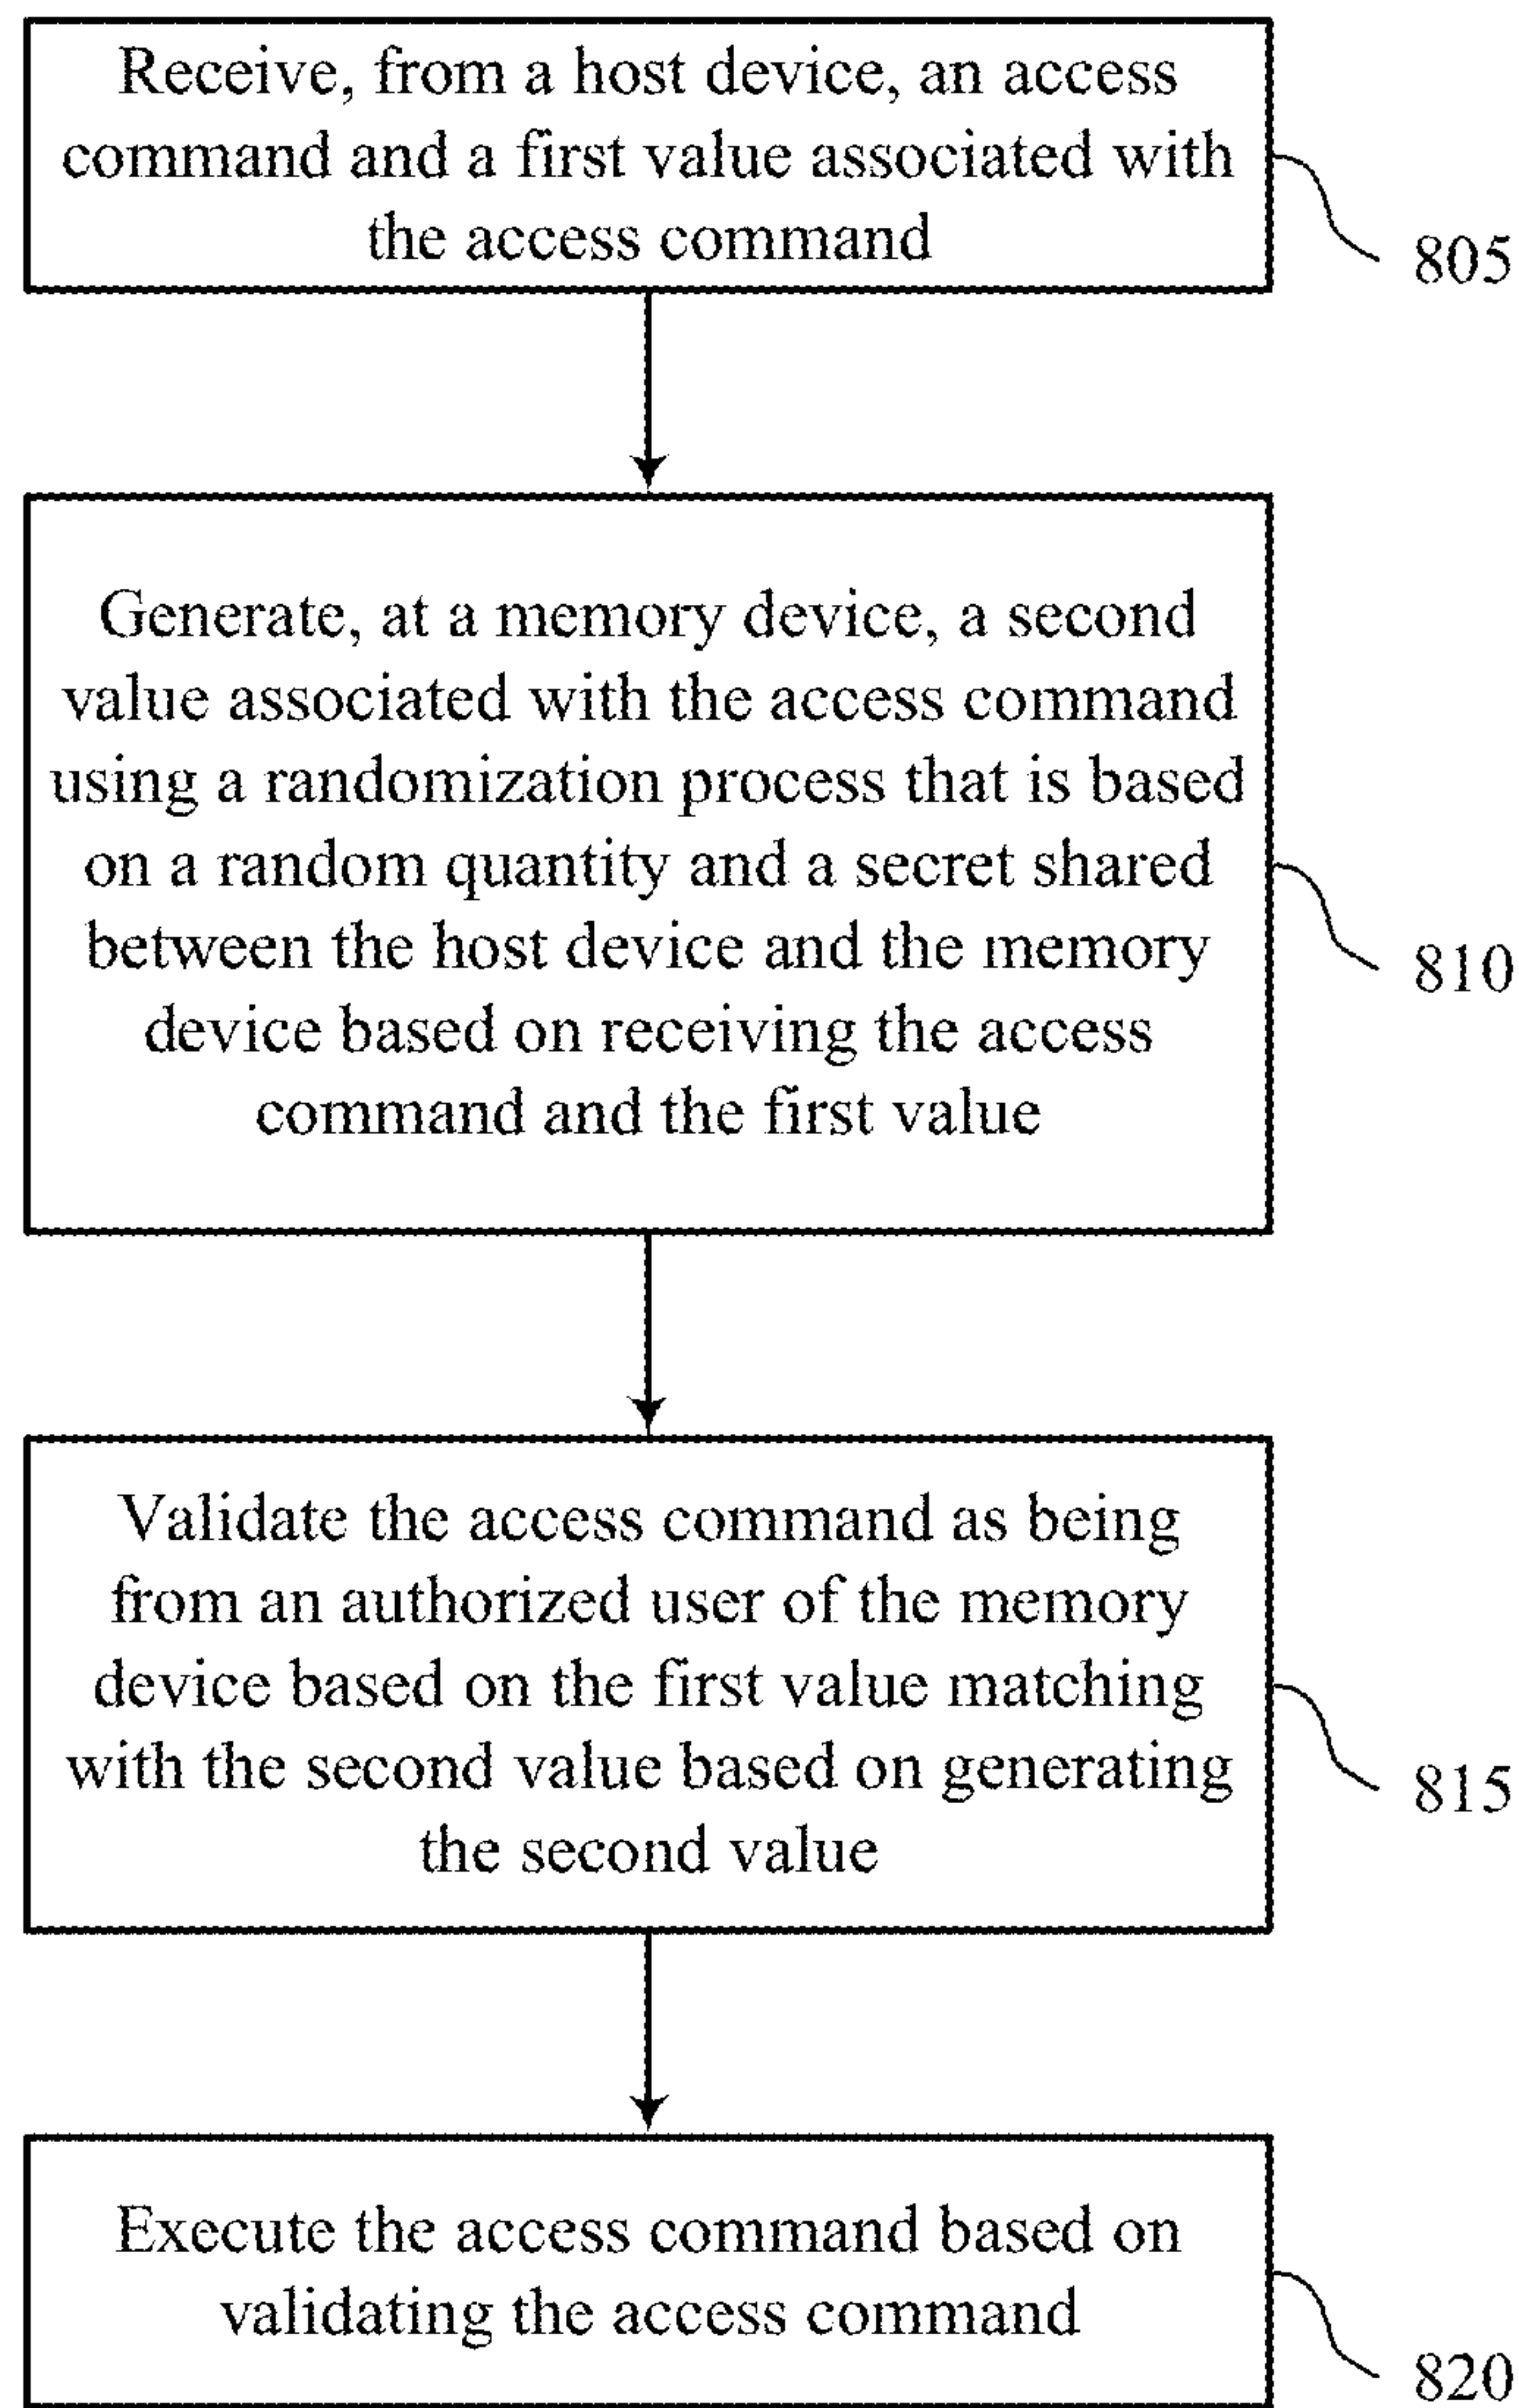 Receive, from a host device, an access
command and a first value associated with
the access command
805
Generate, at a memory device, a second
value associated with the access command
using a randomization process that is based
on a random quantity and a secret shared
between the host device and the memory
device based on receiving the access
command and the first value
810
Validate the access command as being
from an authorized user of the memory
device based on the first value matching
with the second value based on generating
the second value
815
Execute the access command based on
validating the access command
820